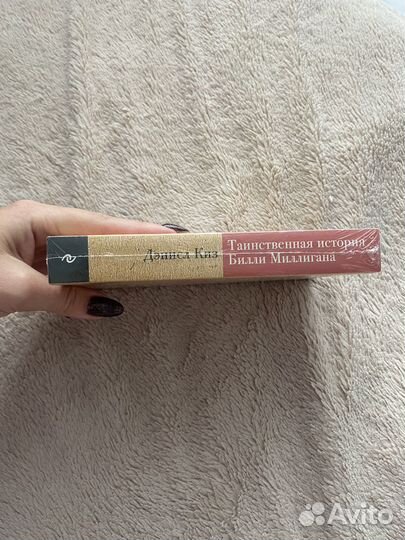 Дэниел Киз
Таинственная история
Билли Миллигана
Avito